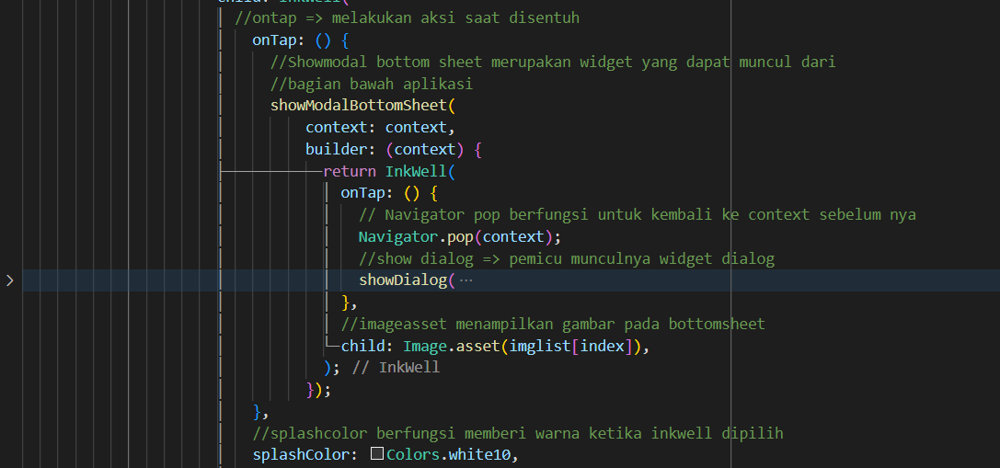 child: InkWell(
//ontap => melakukan aksi saat disentuh
onTap: () {
//Showmodal bottom sheet merupakan widget yang dapat muncul dari
//bagian bawah aplikasi
showModalBottomSheet(
context: context,
builder: (context) {
return InkWell(
onTap: () {
// Navigator pop berfungsi untuk kembali ke context sebelum nya
Navigator.pop(context);
//show dialog => pemicu munculnya widget dialog
showDialog( ⋯
},
//imageasset menampilkan gambar pada bottomsheet
child: Image.asset(imglist[index]),
); // InkWell
});
},
//splashcolor berfungsi memberi warna ketika inkwell dipilih
splashColor: Colors.white10,